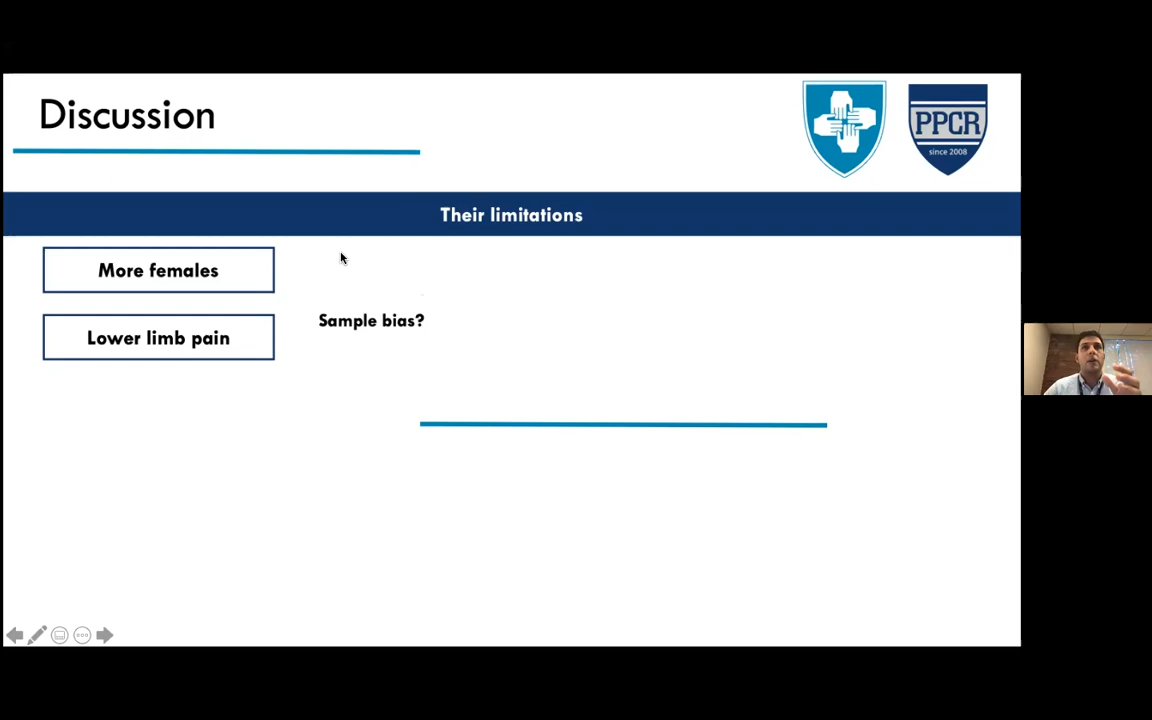 Discussion
PPCR
since 2008
Their limitations
More females
Sample bias?
Lower limb pain